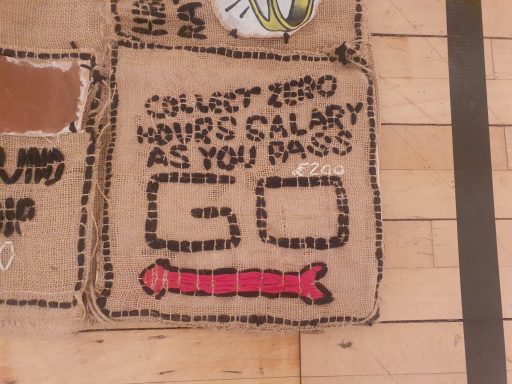 COLLECT ZERO
HOURS SALARY
AS YOU PASS
£200
GO